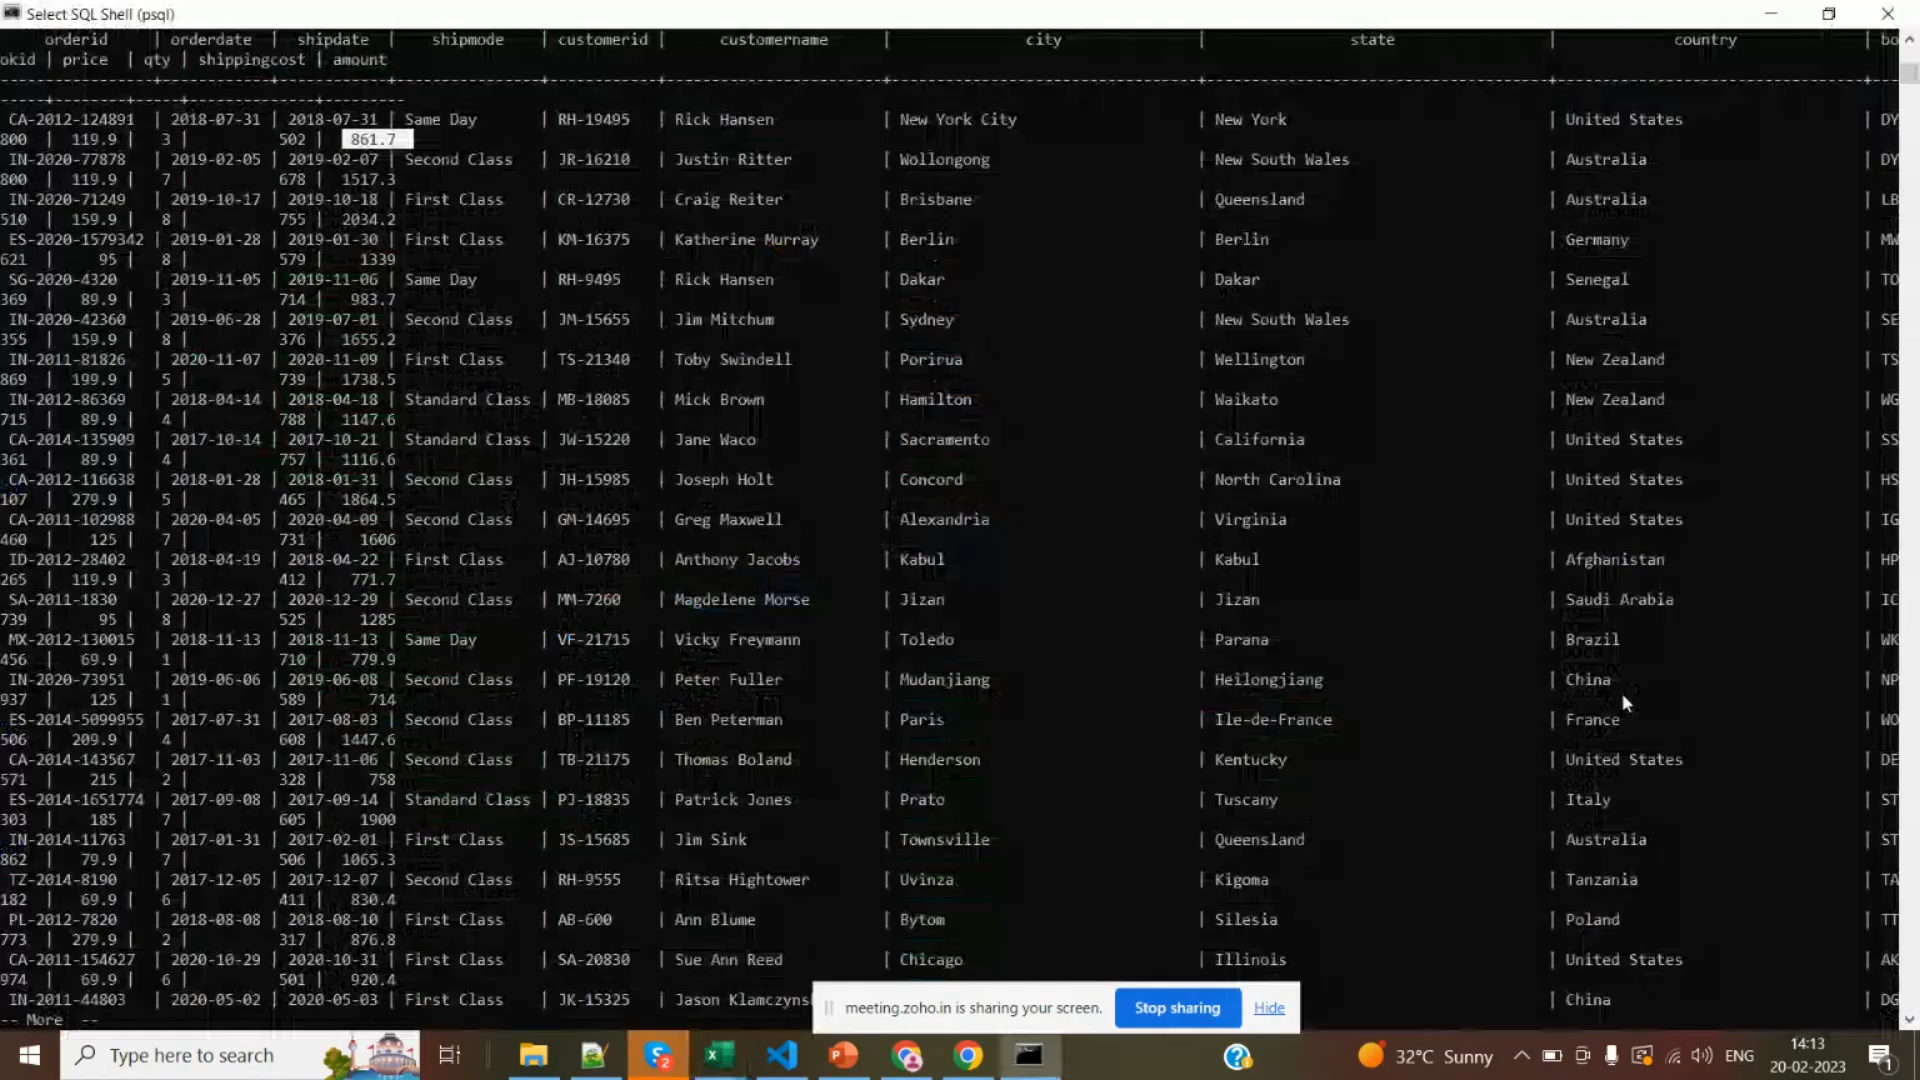 Select SQL Shell (psql)
orderid | orderdate | shipdate | shipmode | customerid | customername | city | state | country | bo
okid | price | qty | shippingcost | amount
CA-2012-124891 | 2018-07-31 | 2018-07-31 | Same Day | RH-19495 | Rick Hansen | New York City | New York | United States | DY
800 | 119.9 | 3 | 502 | 861.7
IN-2020-77878 | 2019-02-05 | 2019-02-07 | Second Class | JR-16210 | Justin Ritter | Wollongong | New South Wales | Australia | DY
800 | 119.9 | 7 | 678 | 1517.3
IN-2020-71249 | 2019-10-17 | 2019-10-18 | First Class | CR-12730 | Craig Reiter | Brisbane | Queensland | Australia | LB
510 | 159.9 | 8 | 755 | 2034.2
ES-2020-1579342 | 2019-01-28 | 2019-01-30 | First Class | KM-16375 | Katherine Murray | Berlin | Berlin | Germany | MW
621 | 95 | 8 | 579 | 1339
SG-2020-4320 | 2019-11-05 | 2019-11-06 | Same Day | RH-9495 | Rick Hansen | Dakar | Dakar | Senegal | TO
369 | 89.9 | 3 | 714 | 983.7
IN-2020-42360 | 2019-06-28 | 2019-07-01 | Second Class | JM-15655 | Jim Mitchum | Sydney | New South Wales | Australia | SE
355 | 159.9 | 8 | 376 | 1655.2
IN-2011-81826 | 2020-11-07 | 2020-11-09 | First Class | TS-21340 | Toby Swindell | Porirua | Wellington | New Zealand | TS
869 | 199.9 | 5 | 739 | 1738.5
IN-2012-86369 | 2018-04-14 | 2018-04-18 | Standard Class | MB-18085 | Mick Brown | Hamilton | Waikato | New Zealand | WG
715 | 89.9 | 4 | 788 | 1147.6
CA-2014-135909 | 2017-10-14 | 2017-10-21 | Standard Class | JW-15220 | Jane Waco | Sacramento | California | United States | SS
361 | 89.9 | 4 | 757 | 1116.6
CA-2012-116638 | 2018-01-28 | 2018-01-31 | Second Class | JH-15985 | Joseph Holt | Concord | North Carolina | United States | HS
107 | 279.9 | 5 | 465 | 1864.5
CA-2011-102988 | 2020-04-05 | 2020-04-09 | Second Class | GM-14695 | Greg Maxwell | Alexandria | Virginia | United States | IG
460 | 125 | 7 | 731 | 1606
ID-2012-28402 | 2018-04-19 | 2018-04-22 | First Class | AJ-10780 | Anthony Jacobs | Kabul | Kabul | Afghanistan | HP
265 | 119.9 | 3 | 412 | 771.7
SA-2011-1830 | 2020-12-27 | 2020-12-29 | Second Class | MM-7260 | Magdelene Morse | Jizan | Jizan | Saudi Arabia | IC
739 | 95 | 8 | 525 | 1285
MX-2012-130015 | 2018-11-13 | 2018-11-13 | Same Day | VF-21715 | Vicky Freymann | Toledo | Parana | Brazil | WK
456 | 69.9 | 1 | 710 | 779.9
IN-2020-73951 | 2019-06-06 | 2019-06-08 | Second Class | PF-19120 | Peter Fuller | Mudanjiang | Heilongjiang | China | NP
937 | 125 | 1 | 589 | 714
ES-2014-5099955 | 2017-07-31 | 2017-08-03 | Second Class | BP-11185 | Ben Peterman | Paris | Ile-de-France | France | WO
506 | 209.9 | 4 | 608 | 1447.6
CA-2014-143567 | 2017-11-03 | 2017-11-06 | Second Class | TB-21175 | Thomas Boland | Henderson | Kentucky | United States | DE
571 | 215 | 2 | 328 | 758
ES-2014-1651774 | 2017-09-08 | 2017-09-14 | Standard Class | PJ-18835 | Patrick Jones | Prato | Tuscany | Italy | ST
303 | 185 | 7 | 605 | 1900
IN-2014-11763 | 2017-01-31 | 2017-02-01 | First Class | JS-15685 | Jim Sink | Townsville | Queensland | Australia | ST
862 | 79.9 | 7 | 506 | 1065.3
TZ-2014-8190 | 2017-12-05 | 2017-12-07 | Second Class | RH-9555 | Ritsa Hightower | Uvinza | Kigoma | Tanzania | TA
182 | 69.9 | 6 | 411 | 830.4
PL-2012-7820 | 2018-08-08 | 2018-08-10 | First Class | AB-600 | Ann Blume | Bytom | Silesia | Poland | TT
773 | 279.9 | 2 | 317 | 876.8
CA-2011-154627 | 2020-10-29 | 2020-10-31 | First Class | SA-20830 | Sue Ann Reed | Chicago | Illinois | United States | AK
974 | 69.9 | 6 | 501 | 920.4
IN-2011-44803 | 2020-05-02 | 2020-05-03 | First Class | JK-15325 | Jason Klamczyns | China | DG
-- More --
meeting.zoho.in is sharing your screen. Stop sharing Hide
Type here to search
32°C Sunny
ENG
14:13
20-02-2023